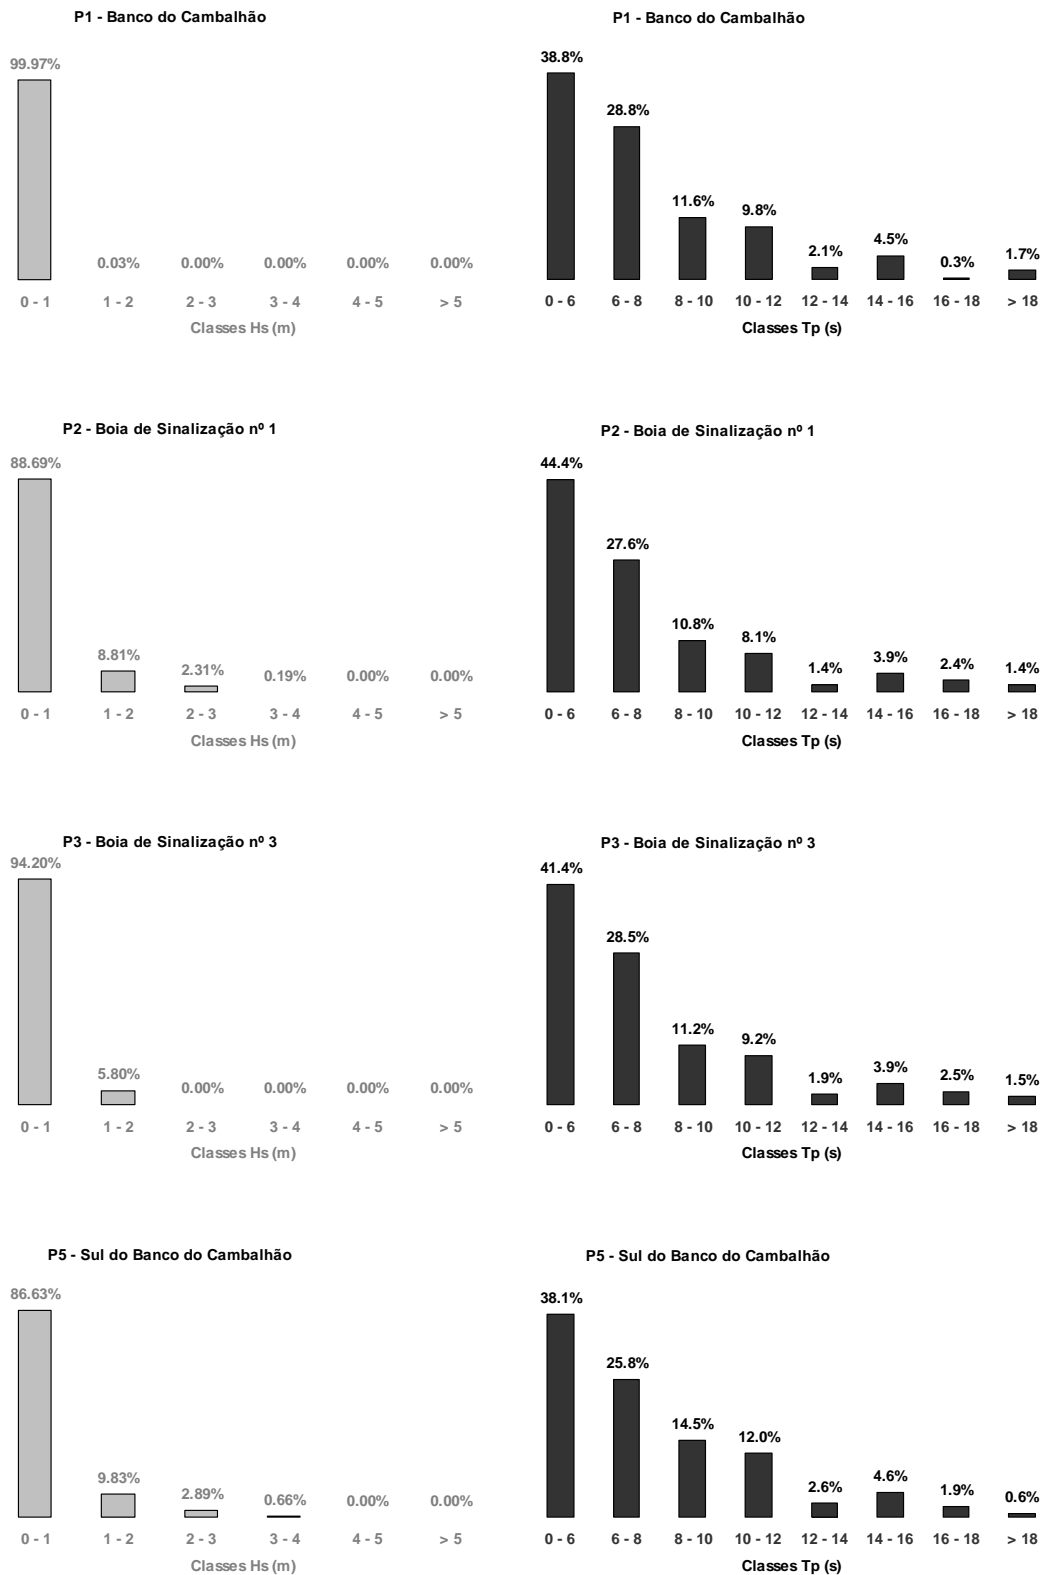 P1 - Banco do Cambalhão
99.97%
0.03% 0.00% 0.00% 0.00% 0.00%
0 - 1 1 - 2 2 - 3 3 - 4 4 - 5 > 5
Classes Hs (m)
P1 - Banco do Cambalhão
38.8%
28.8%
11.6%
9.8%
2.1%
4.5%
0.3%
1.7%
0 - 6 6 - 8 8 - 10 10 - 12 12 - 14 14 - 16 16 - 18 > 18
Classes Tp (s)
P2 - Boia de Sinalização nº 1
88.69%
8.81%
2.31%
0.19% 0.00% 0.00%
0 - 1 1 - 2 2 - 3 3 - 4 4 - 5 > 5
Classes Hs (m)
P2 - Boia de Sinalização nº 1
44.4%
27.6%
10.8%
8.1%
1.4%
3.9%
2.4%
1.4%
0 - 6 6 - 8 8 - 10 10 - 12 12 - 14 14 - 16 16 - 18 > 18
Classes Tp (s)
P3 - Boia de Sinalização nº 3
94.20%
5.80%
0.00% 0.00% 0.00% 0.00%
0 - 1 1 - 2 2 - 3 3 - 4 4 - 5 > 5
Classes Hs (m)
P3 - Boia de Sinalização nº 3
41.4%
28.5%
11.2%
9.2%
1.9%
3.9%
2.5%
1.5%
0 - 6 6 - 8 8 - 10 10 - 12 12 - 14 14 - 16 16 - 18 > 18
Classes Tp (s)
P5 - Sul do Banco do Cambalhão
86.63%
9.83%
2.89%
0.66% 0.00% 0.00%
0 - 1 1 - 2 2 - 3 3 - 4 4 - 5 > 5
Classes Hs (m)
P5 - Sul do Banco do Cambalhão
38.1%
25.8%
14.5%
12.0%
2.6%
4.6%
1.9%
0.6%
0 - 6 6 - 8 8 - 10 10 - 12 12 - 14 14 - 16 16 - 18 > 18
Classes Tp (s)